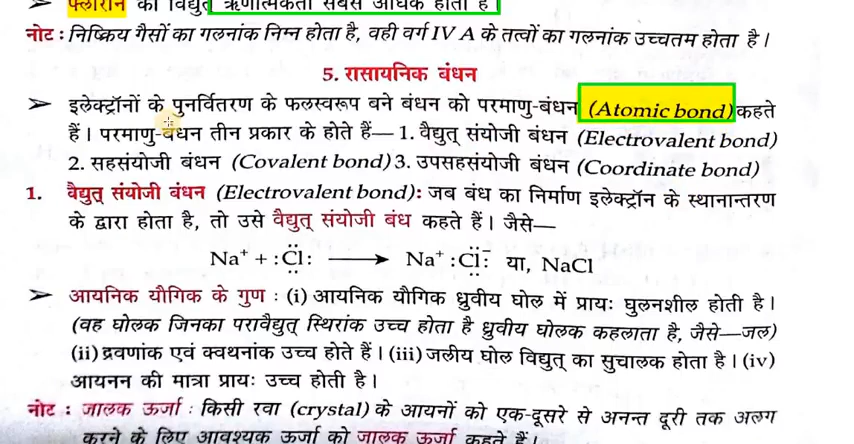 ➤ फ्लोरीन की विद्युत् ऋणात्मकता सबसे अधिक होती है
नोट : निष्क्रिय गैसों का गलनांक निम्न होता है, वही वर्ग IV A के तत्वों का गलनांक उच्चतम होता है।
5. रासायनिक बंधन
➤ इलेक्ट्रॉनों के पुनर्वितरण के फलस्वरूप बने बंधन को परमाणु-बंधन (Atomic bond) कहते
हैं। परमाणु-बंधन तीन प्रकार के होते हैं— 1. वैद्युत् संयोजी बंधन (Electrovalent bond)
2. सहसंयोजी बंधन (Covalent bond) 3. उपसहसंयोजी बंधन (Coordinate bond)
1. वैद्युत् संयोजी बंधन (Electrovalent bond): जब बंध का निर्माण इलेक्ट्रॉन के स्थानान्तरण
के द्वारा होता है, तो उसे वैद्युत् संयोजी बंध कहते हैं। जैसे—
Na⁺ + :Cl: ⟶ Na⁺ :Cl:⁻ या, NaCl
➤ आयनिक यौगिक के गुण : (i) आयनिक यौगिक ध्रुवीय घोल में प्रायः घुलनशील होती है।
(वह घोलक जिनका परावैद्युत् स्थिरांक उच्च होता है ध्रुवीय घोलक कहलाता है, जैसे—जल)
(ii) द्रवणांक एवं क्वथनांक उच्च होते हैं। (iii) जलीय घोल विद्युत् का सुचालक होता है। (iv)
आयनन की मात्रा प्रायः उच्च होती है।
नोट : जालक ऊर्जा : किसी रवा (crystal) के आयनों को एक-दूसरे से अनन्त दूरी तक अलग
करने के लिए आवश्यक ऊर्जा को जालक ऊर्जा कहते हैं।